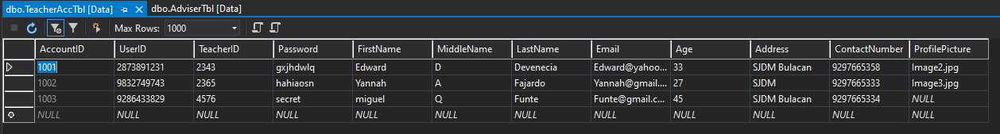 dbo.TeacherAccTbl [Data] dbo.AdviserTbl [Data]
Max Rows: 1000
AccountID UserID TeacherID Password FirstName MiddleName LastName Email Age Address ContactNumber ProfilePicture
1001 2873891231 2343 gxjhdwlq Edward D Devenecia Edward@yahoo... 33 SJDM Bulacan 9297665358 Image2.jpg
1002 9832749743 2365 hahiaosn Yannah A Fajardo Yannah@gmail.... 27 SJDM 9297665333 Image3.jpg
1003 9286433829 4576 secret miguel Q Funte Funte@gmail.c... 45 SJDM Bulacan 9297665334 NULL
NULL NULL NULL NULL NULL NULL NULL NULL NULL NULL NULL NULL